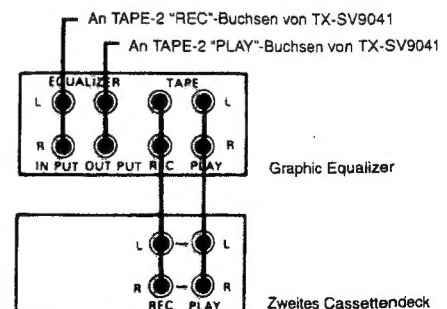 An TAPE-2 "REC"-Buchsen von TX-SV9041
An TAPE-2 "PLAY"-Buchsen von TX-SV9041
EQUALIZER TAPE
L L
R R
IN PUT OUT PUT REC PLAY
Graphic Equalizer
L L
R R
REC PLAY
Zweites Cassettendeck